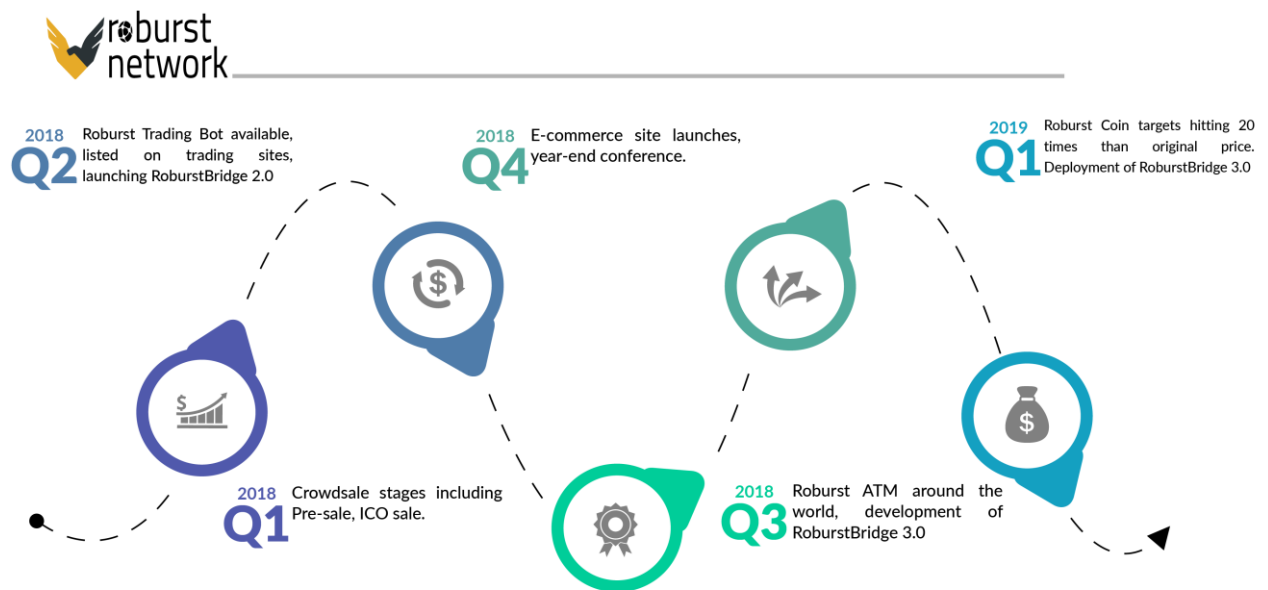 roburst
network
2018
Q2
Roburst Trading Bot available,
listed on trading sites,
launching RoburstBridge 2.0
2018
Q4
E-commerce site launches,
year-end conference.
2019
Q1
Roburst Coin targets hitting 20
times than original price.
Deployment of RoburstBridge 3.0
$
$
$
2018
Q1
Crowdsale stages including
Pre-sale, ICO sale.
2018
Q3
Roburst ATM around the
world, development of
RoburstBridge 3.0